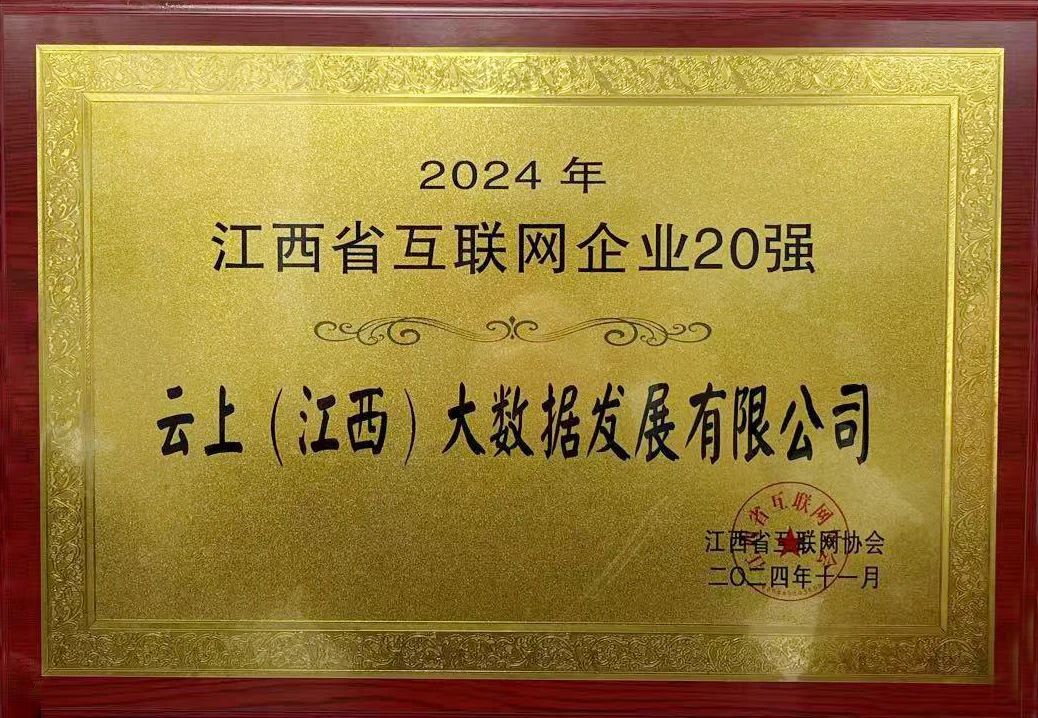 2024 年
江西省互联网企业20强
云上（江西）大数据发展有限公司
江西省互联网协会
二〇二四年十一月